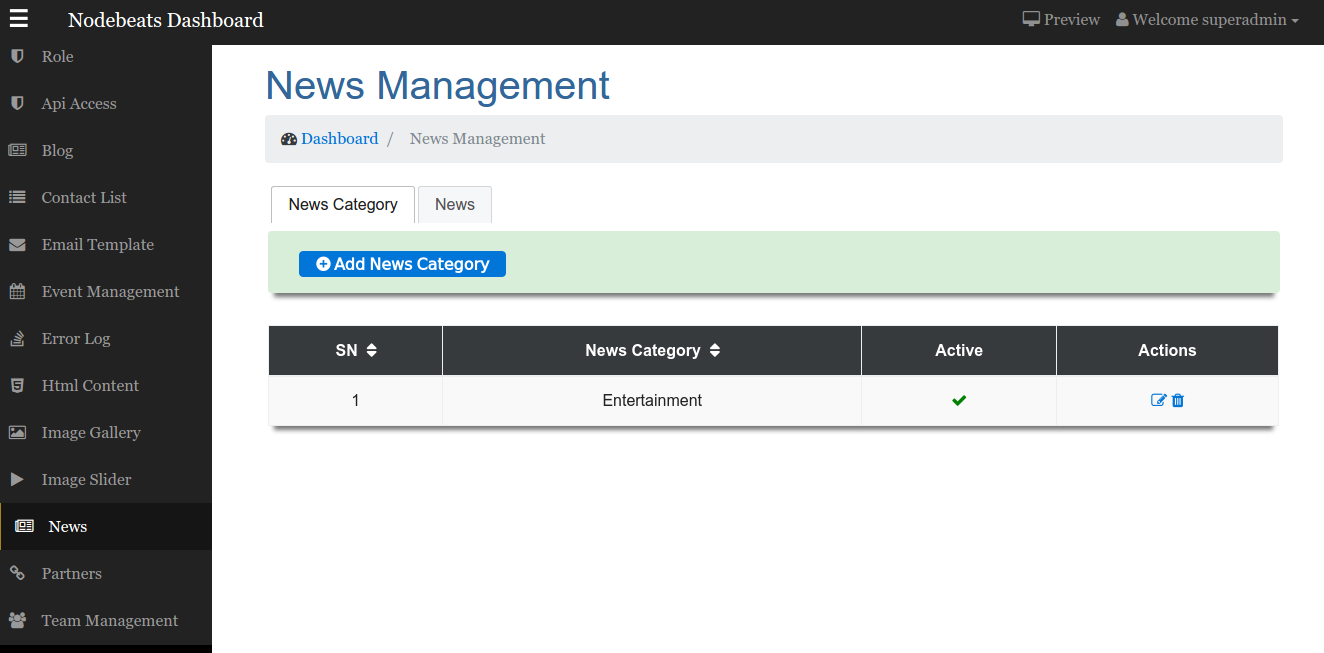 Nodebeats Dashboard
Preview
Welcome superadmin
Role
Api Access
Blog
Contact List
Email Template
Event Management
Error Log
Html Content
Image Gallery
Image Slider
News
Partners
Team Management
News Management
Dashboard / News Management
News Category
News
Add News Category
SN News Category Active Actions
1 Entertainment